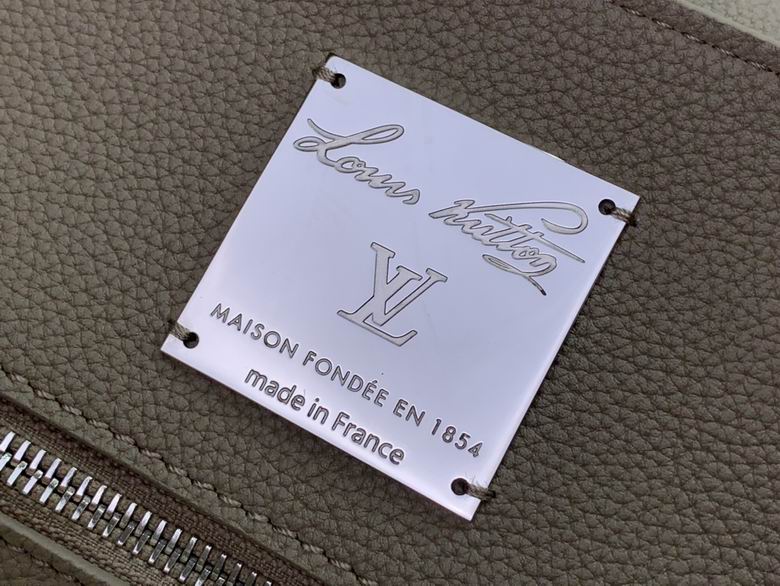 Louis Vuitton
LV
MAISON FONDÉE EN 1854
made in France